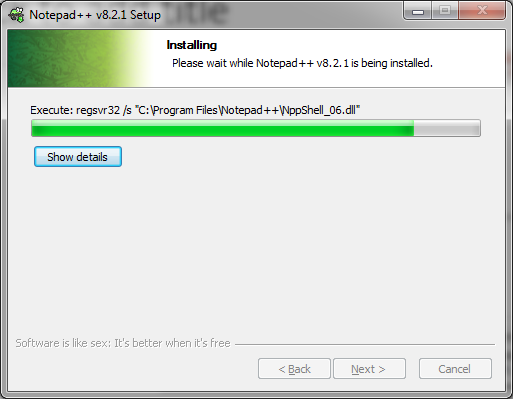 Notepad++ v8.2.1 Setup
Installing
Please wait while Notepad++ v8.2.1 is being installed.
Execute: regsvr32 /s "C:\Program Files\Notepad++\NppShell_06.dll"
Show details
Software is like sex: It's better when it's free
< Back
Next >
Cancel